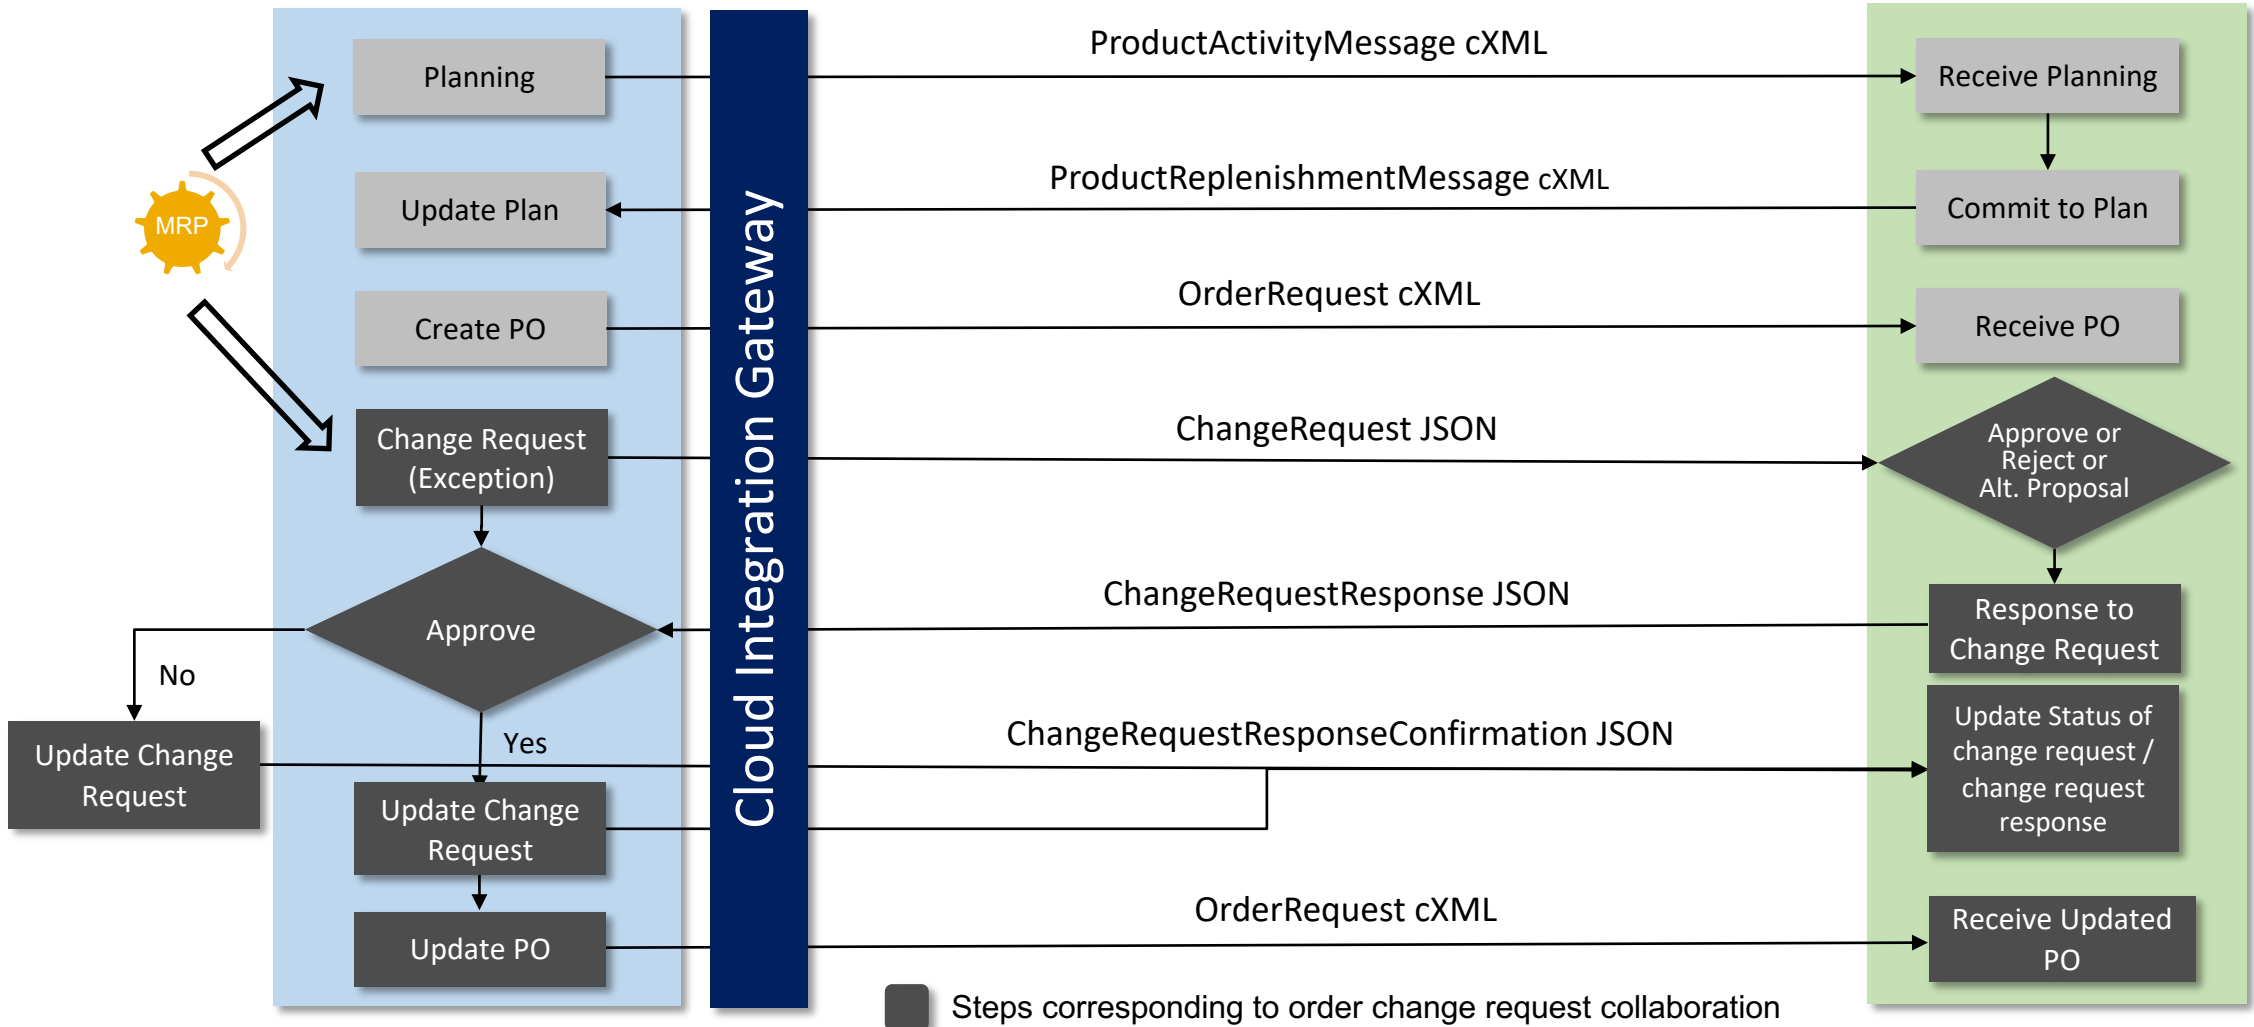 ProductActivityMessage cXML
Planning
Receive Planning
ProductReplenishmentMessage cXML
MRP
Update Plan
Commit to Plan
OrderRequest cXML
Create PO
Receive PO
Cloud Integration Gateway
Change Request
(Exception)
ChangeRequest JSON
Approve or
Reject or
Alt. Proposal
ChangeRequestResponse JSON
Approve
Response to
Change Request
No
Yes
ChangeRequestResponseConfirmation JSON
Update Status of
change request /
change request
response
Update Change
Request
Update Change
Request
OrderRequest cXML
Update PO
Receive Updated
PO
Steps corresponding to order change request collaboration